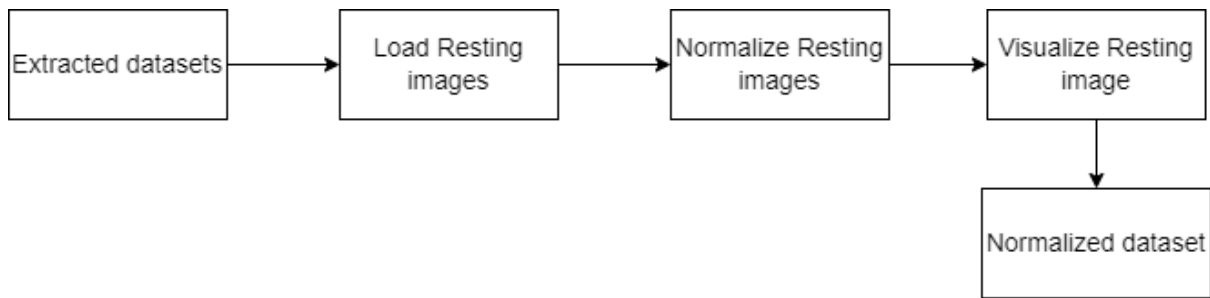 Extracted datasets
Load Resting
images
Normalize Resting
images
Visualize Resting
image
Normalized dataset